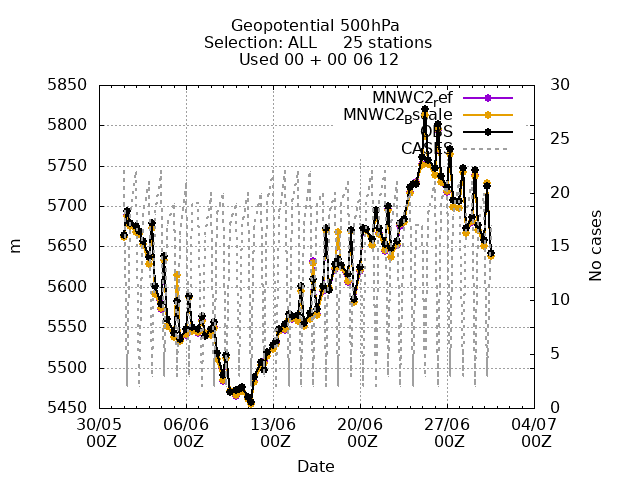 Geopotential 500hPa
Selection: ALL 25 stations
Used 00 + 00 06 12
MNWC2ref
MNWC2Bscale
OBS
CASES
5850
5800
5750
5700
5650
5600
5550
5500
5450
m
30
25
20
15
10
5
0
No cases
30/05 06/06 13/06 20/06 27/06 04/07
00Z 00Z 00Z 00Z 00Z 00Z
Date